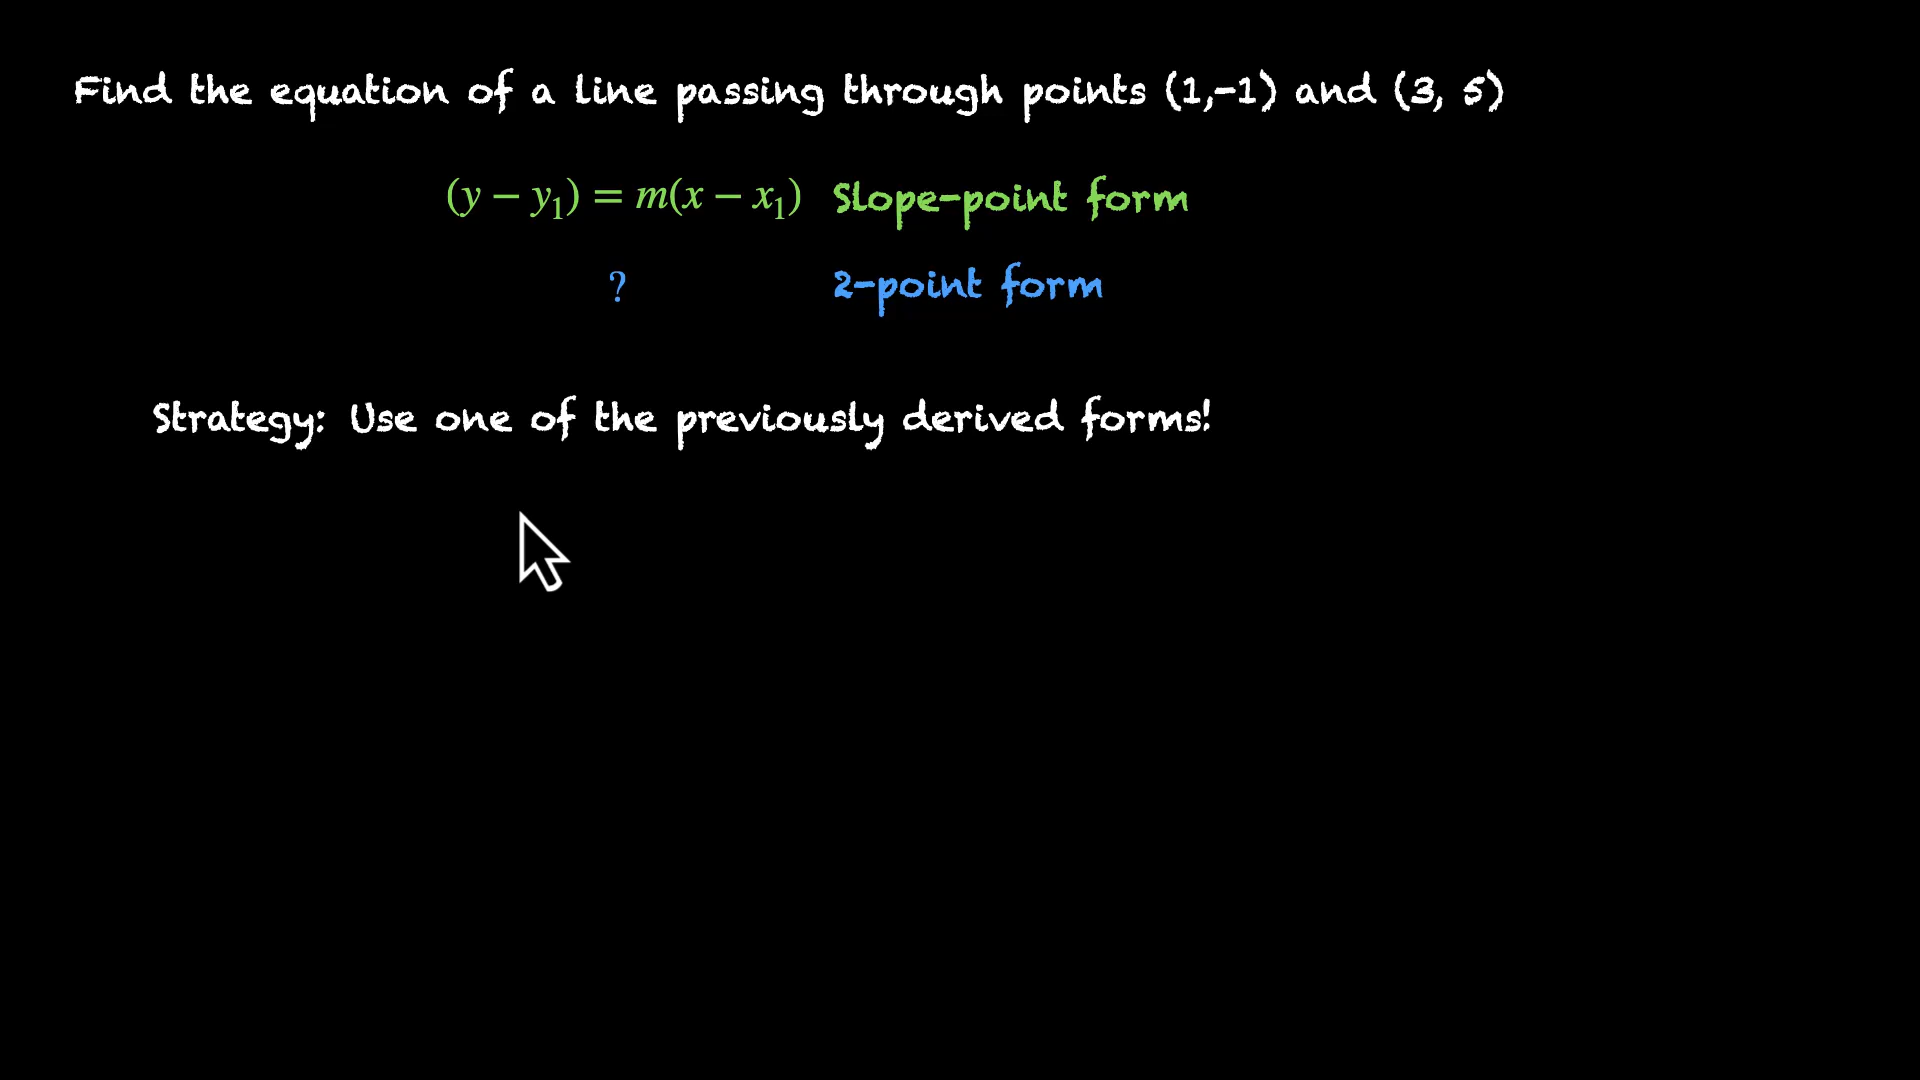 Find the equation of a line passing through points (1,-1) and (3, 5)
(y − y₁) = m(x − x₁) Slope-point form
? 2-point form
Strategy: Use one of the previously derived forms!